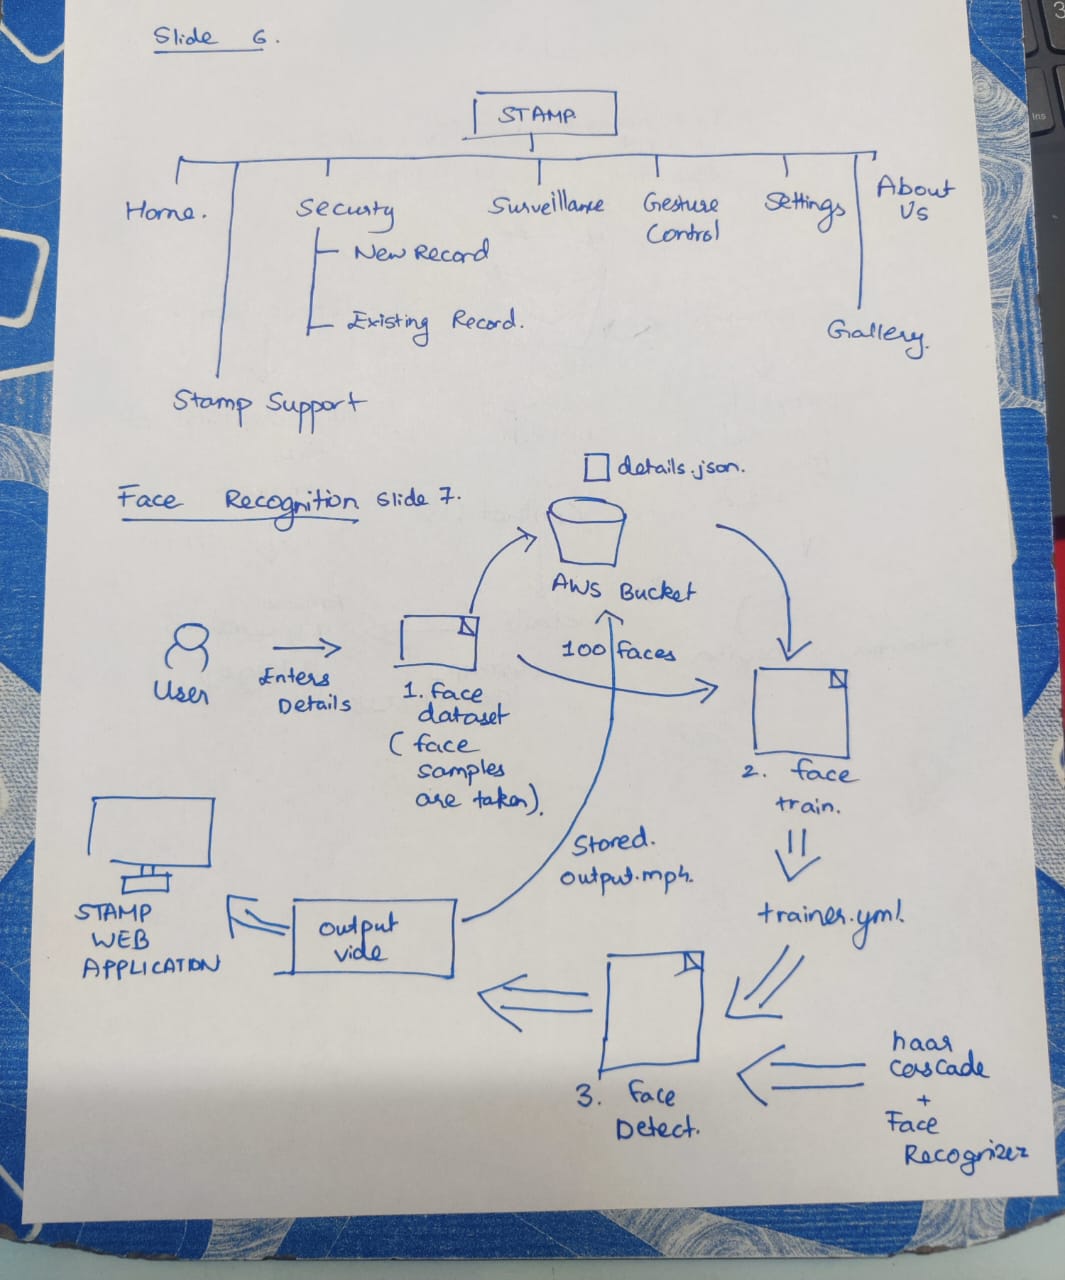 Slide 6.
STAMP.
Home.
Security
New Record
Existing Record.
Surveillance
Gesture
Control
Settings
About
Us
Gallery.
Stamp Support
Face Recognition slide 7.
details.json.
AWS Bucket
100 faces
User
Enters
Details
1. face
dataset
(face
samples
are taken).
2. face
train.
trainer.yml.
haar
cascade
+
Face
Recognizer
3. Face
Detect.
Stored.
output.mp4.
output
vide
STAMP
WEB
APPLICATION
3
Ins